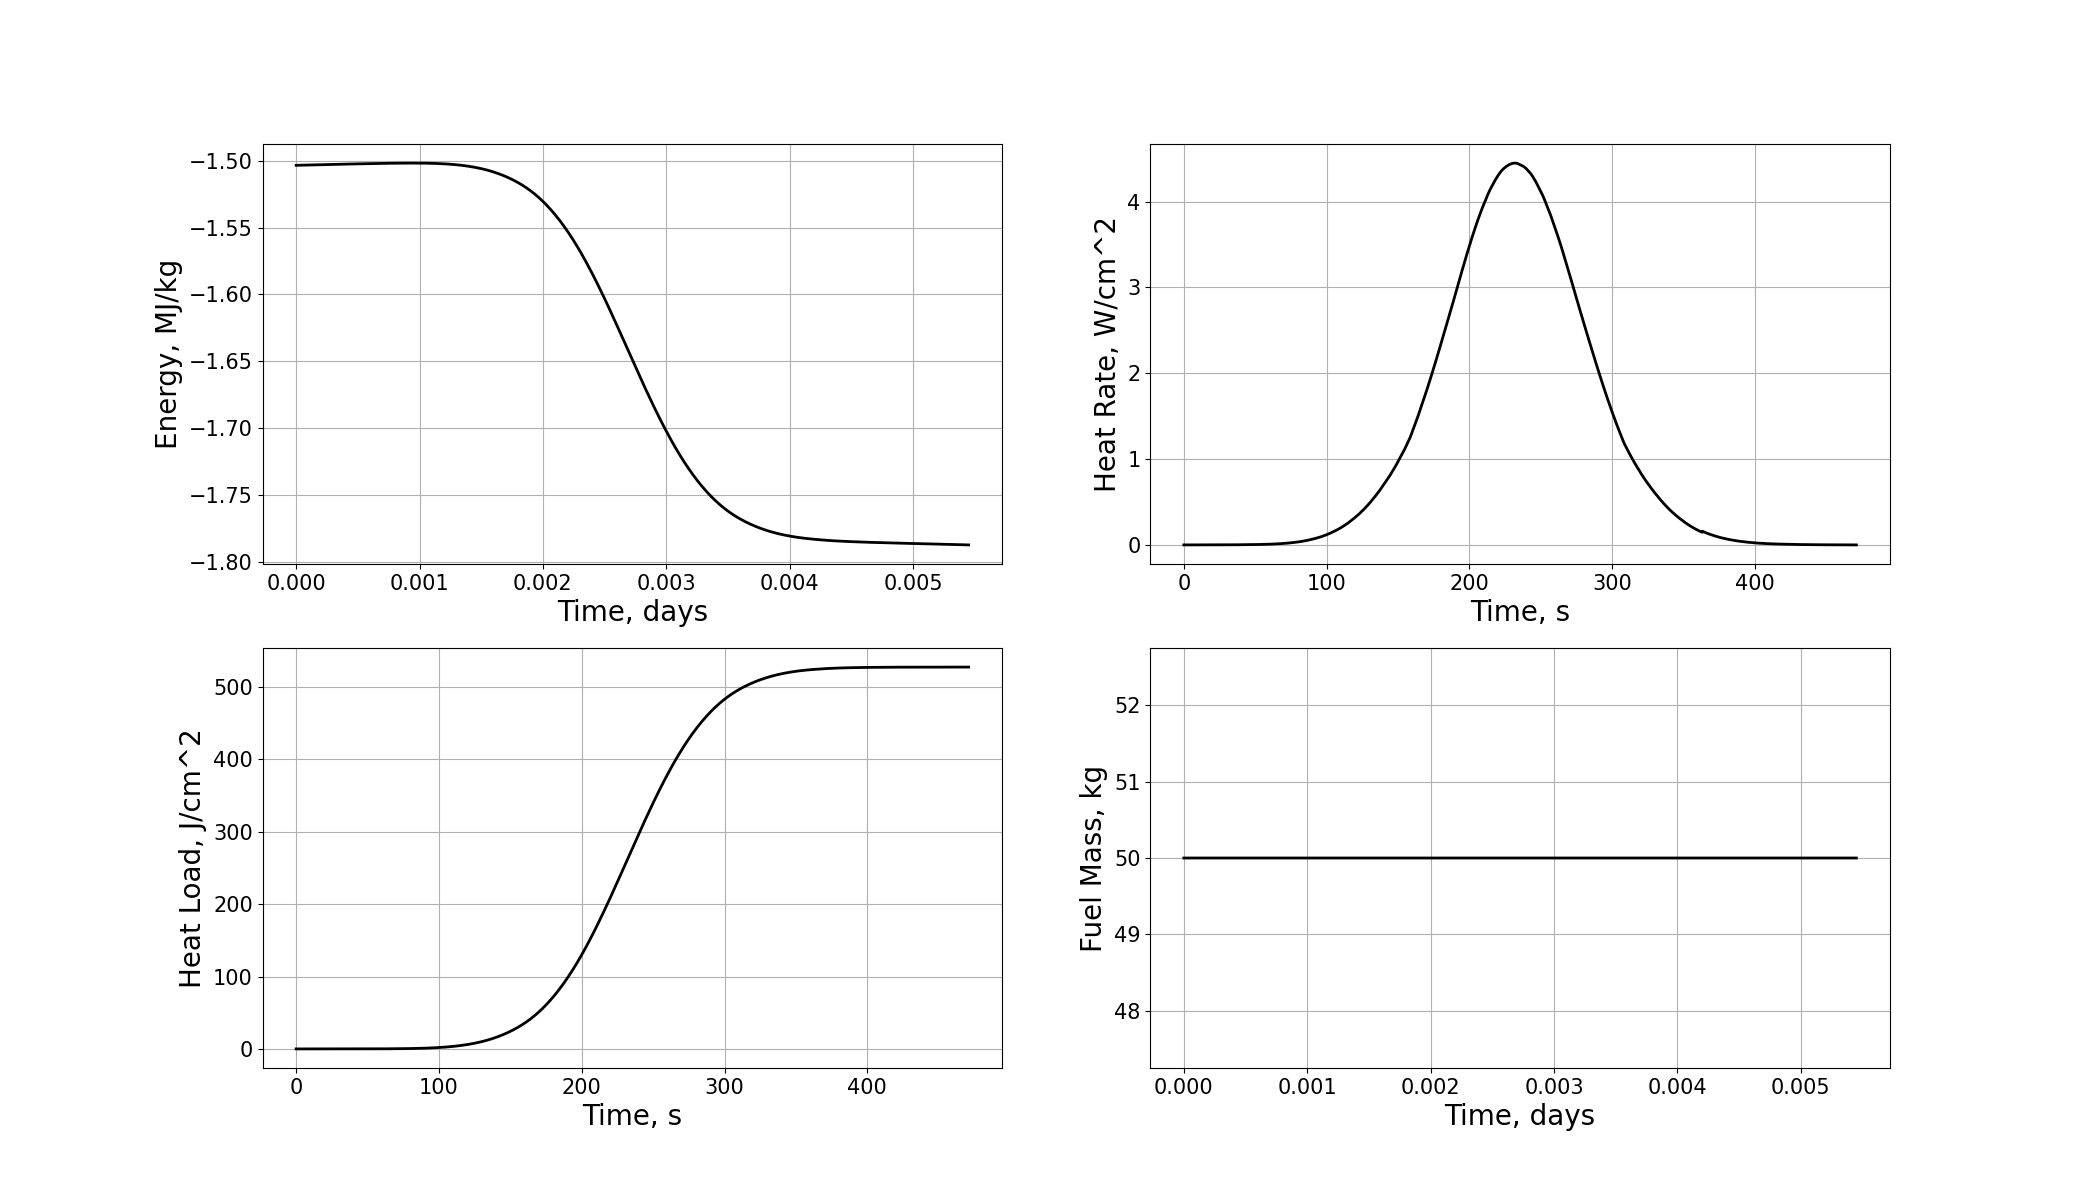 Energy, MJ/kg
−1.50
−1.55
−1.60
−1.65
−1.70
−1.75
−1.80
0.000 0.001 0.002 0.003 0.004 0.005
Time, days
Heat Rate, W/cm^2
4
3
2
1
0
0 100 200 300 400
Time, s
Heat Load, J/cm^2
500
400
300
200
100
0
0 100 200 300 400
Time, s
Fuel Mass, kg
52
51
50
49
48
0.000 0.001 0.002 0.003 0.004 0.005
Time, days